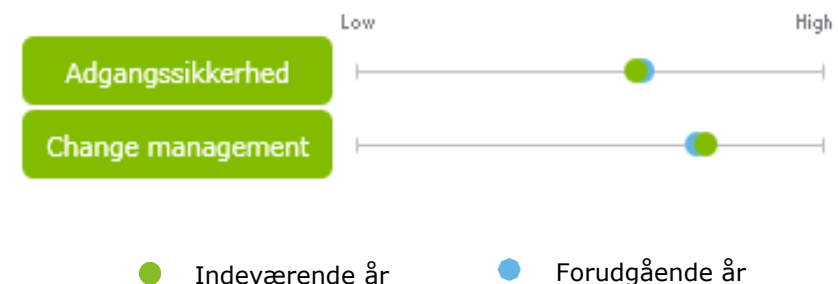 Low High
Adgangssikkerhed
Change management
Indeværende år Forudgående år